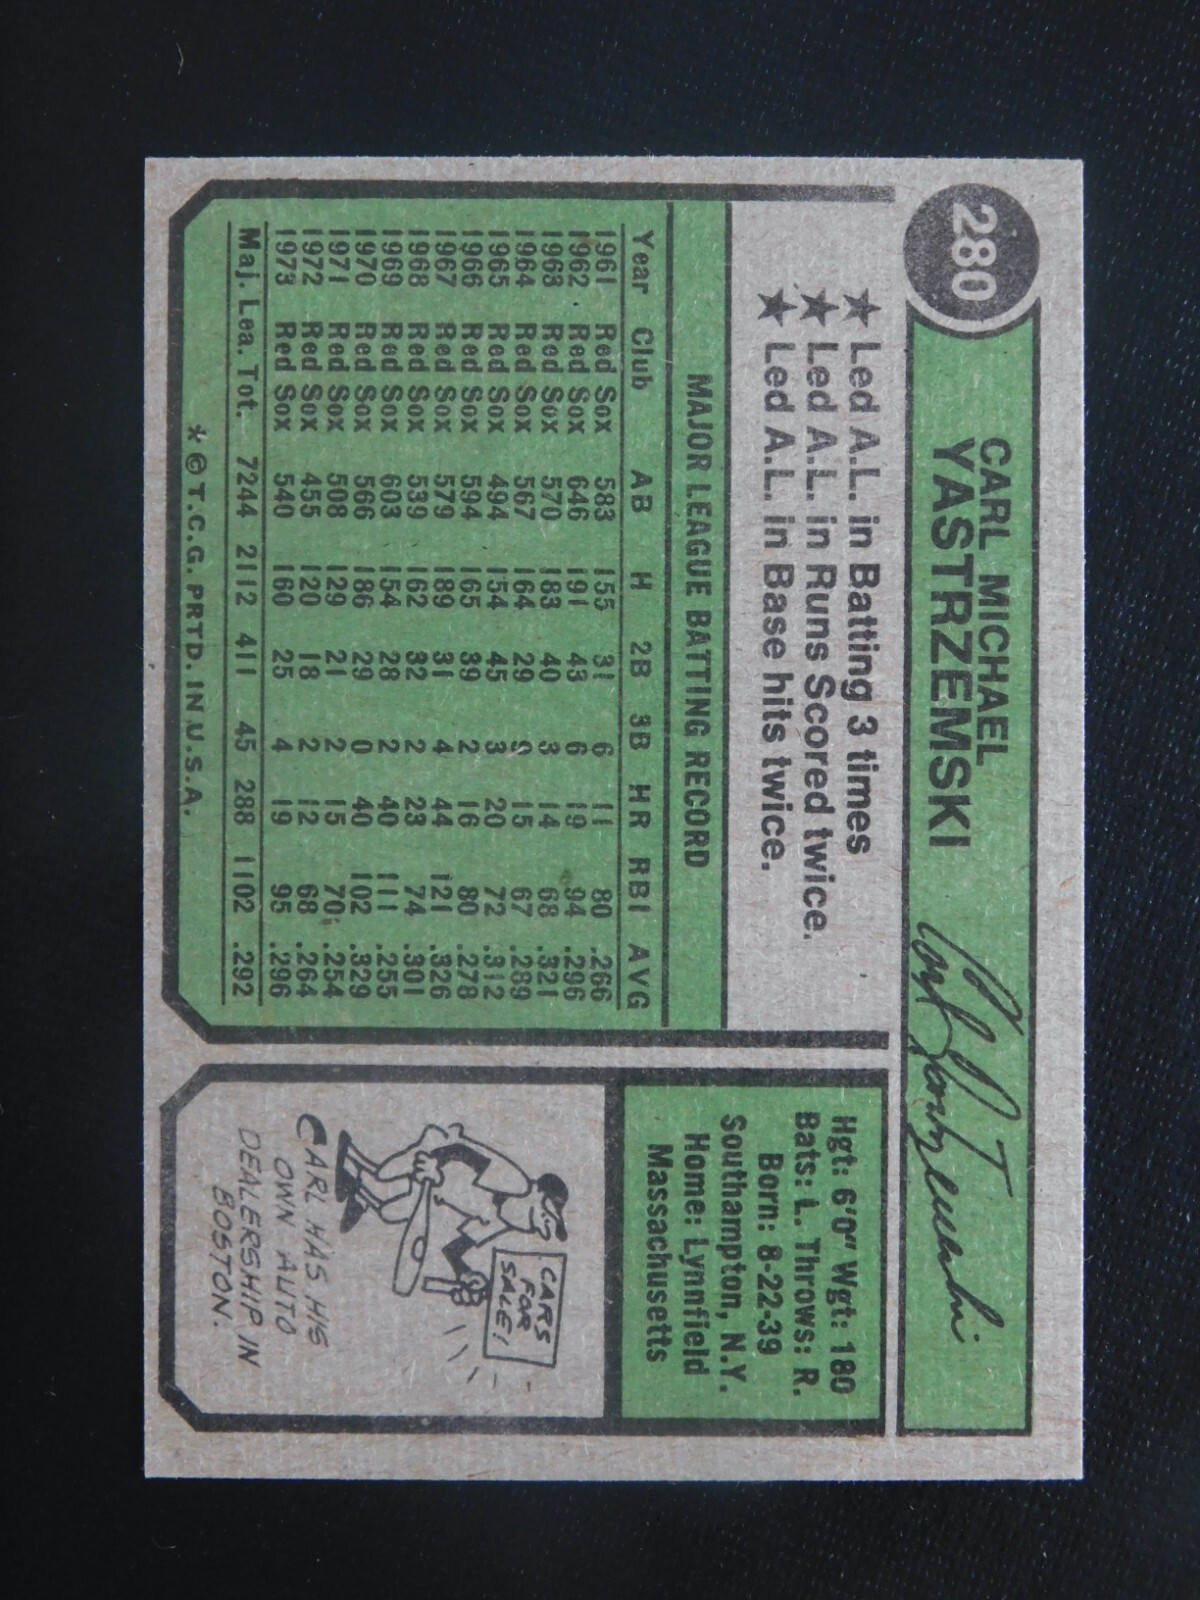 280
CARL MICHAEL
YASTRZEMSKI
Carl Yastrzemski
★ Led A.L. in Batting 3 times
★ Led A.L. in Runs Scored twice.
★ Led A.L. in Base hits twice.
MAJOR LEAGUE BATTING RECORD
Year Club AB H 2B 3B HR RBI AVG
1961 Red Sox 583 155 31 6 11 80 .266
1962 Red Sox 646 191 43 6 19 94 .296
1963 Red Sox 570 183 40 3 14 68 .321
1964 Red Sox 567 164 29 9 15 67 .289
1965 Red Sox 494 154 45 3 20 72 .312
1966 Red Sox 594 165 39 2 16 80 .278
1967 Red Sox 579 189 31 4 44 121 .326
1968 Red Sox 539 162 32 2 23 74 .301
1969 Red Sox 603 154 28 2 40 111 .255
1970 Red Sox 566 186 29 0 40 102 .329
1971 Red Sox 508 129 21 2 15 70 .254
1972 Red Sox 455 120 18 2 12 68 .264
1973 Red Sox 540 160 25 4 19 95 .296
Maj. Lea. Tot. 7244 2112 411 45 288 1102 .292
* © T.C.G. PRTD. IN U.S.A.
Hgt: 6'0" Wgt: 180
Bats: L. Throws: R.
Born: 8-22-39
Southampton, N.Y.
Home: Lynnfield
Massachusetts
CARS
FOR
SALE!
CARL HAS HIS
OWN AUTO
DEALERSHIP IN
BOSTON.